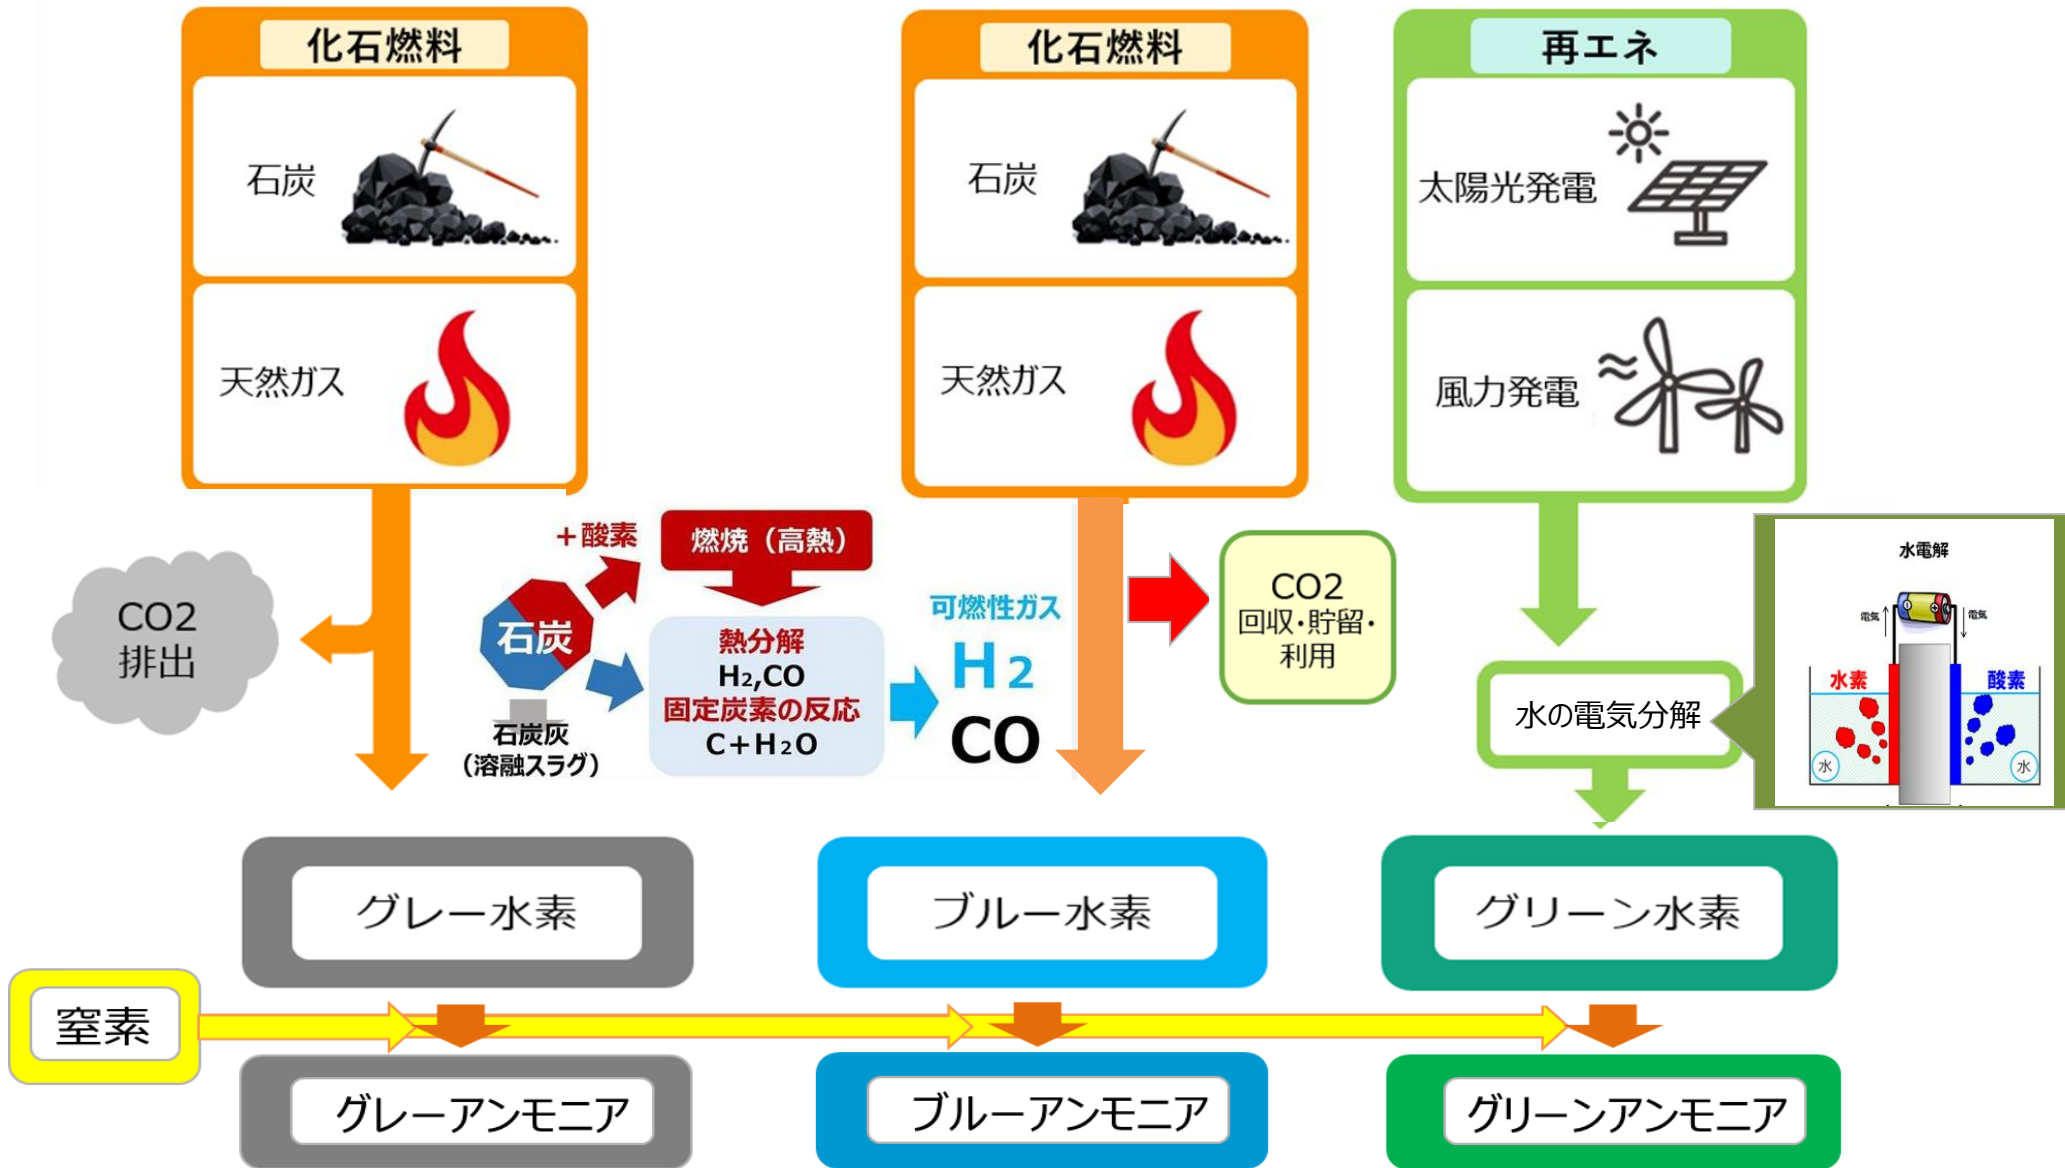 化石燃料
石炭
天然ガス
化石燃料
石炭
天然ガス
再エネ
太陽光発電
風力発電
CO2
排出
＋酸素
燃焼（高熱）
石炭
熱分解
H₂,CO
固定炭素の反応
C＋H₂O
石炭灰
（溶融スラグ）
可燃性ガス
H₂
CO
CO2
回収・貯留・
利用
水の電気分解
水電解
電気
－
＋
電気
水素
酸素
水
水
グレー水素
ブルー水素
グリーン水素
窒素
グレーアンモニア
ブルーアンモニア
グリーンアンモニア